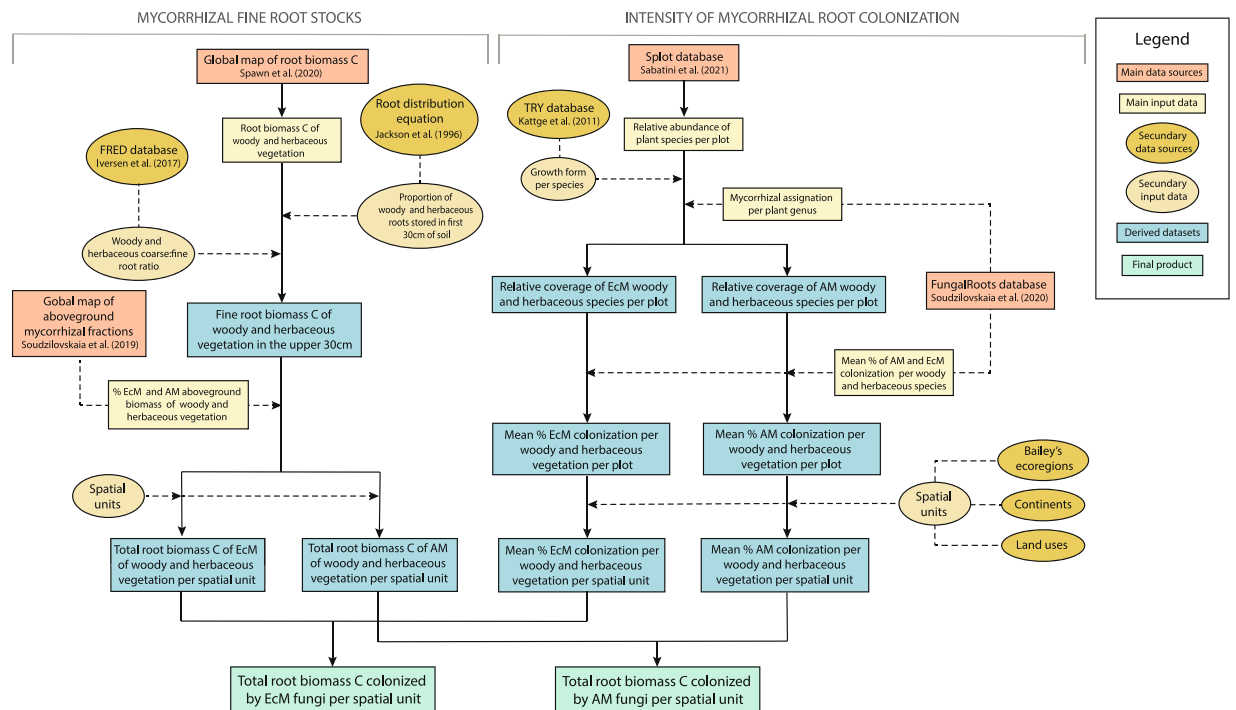 MYCORRHIZAL FINE ROOT STOCKS
Global map of root biomass C
Spawn et al. (2020)
Root distribution
equation
Jackson et al. (1996)
Root biomass C of
woody and herbaceous
vegetation
FRED database
Iversen et al. (2017)
Proportion of
woody and herbaceous
roots stored in first
30cm of soil
Woody and
herbaceous coarse:fine
root ratio
Gobal map of
aboveground
mycorrhizal fractions
Soudzilovskaia et al. (2019)
Fine root biomass C of
woody and herbaceous
vegetation in the upper 30cm
% EcM and AM aboveground
biomass of woody and
herbaceous vegetation
Spatial
units
Total root biomass C of EcM
of woody and herbaceous
vegetation per spatial unit
Total root biomass C of AM
of woody and herbaceous
vegetation per spatial unit
INTENSITY OF MYCORRHIZAL ROOT COLONIZATION
Splot database
Sabatini et al. (2021)
TRY database
Kattge et al. (2011)
Relative abundance of
plant species per plot
Growth form
per species
Mycorrhizal assignation
per plant genus
Relative coverage of EcM woody
and herbaceous species per plot
Relative coverage of AM woody
and herbaceous species per plot
FungalRoots database
Soudzilovskaia et al. (2020)
Mean % of AM and EcM
colonization per woody
and herbaceous species
Mean % EcM colonization per
woody and herbaceous
vegetation per plot
Mean % AM colonization per
woody and herbaceous
vegetation per plot
Bailey's
ecoregions
Spatial
units
Continents
Land uses
Mean % EcM colonization per
woody and herbaceous
vegetation per spatial unit
Mean % AM colonization per
woody and herbaceous
vegetation per spatial unit
Total root biomass C colonized
by EcM fungi per spatial unit
Total root biomass C colonized
by AM fungi per spatial unit
Legend
Main data sources
Main input data
Secundary
data sources
Secundary
input data
Derived datasets
Final product